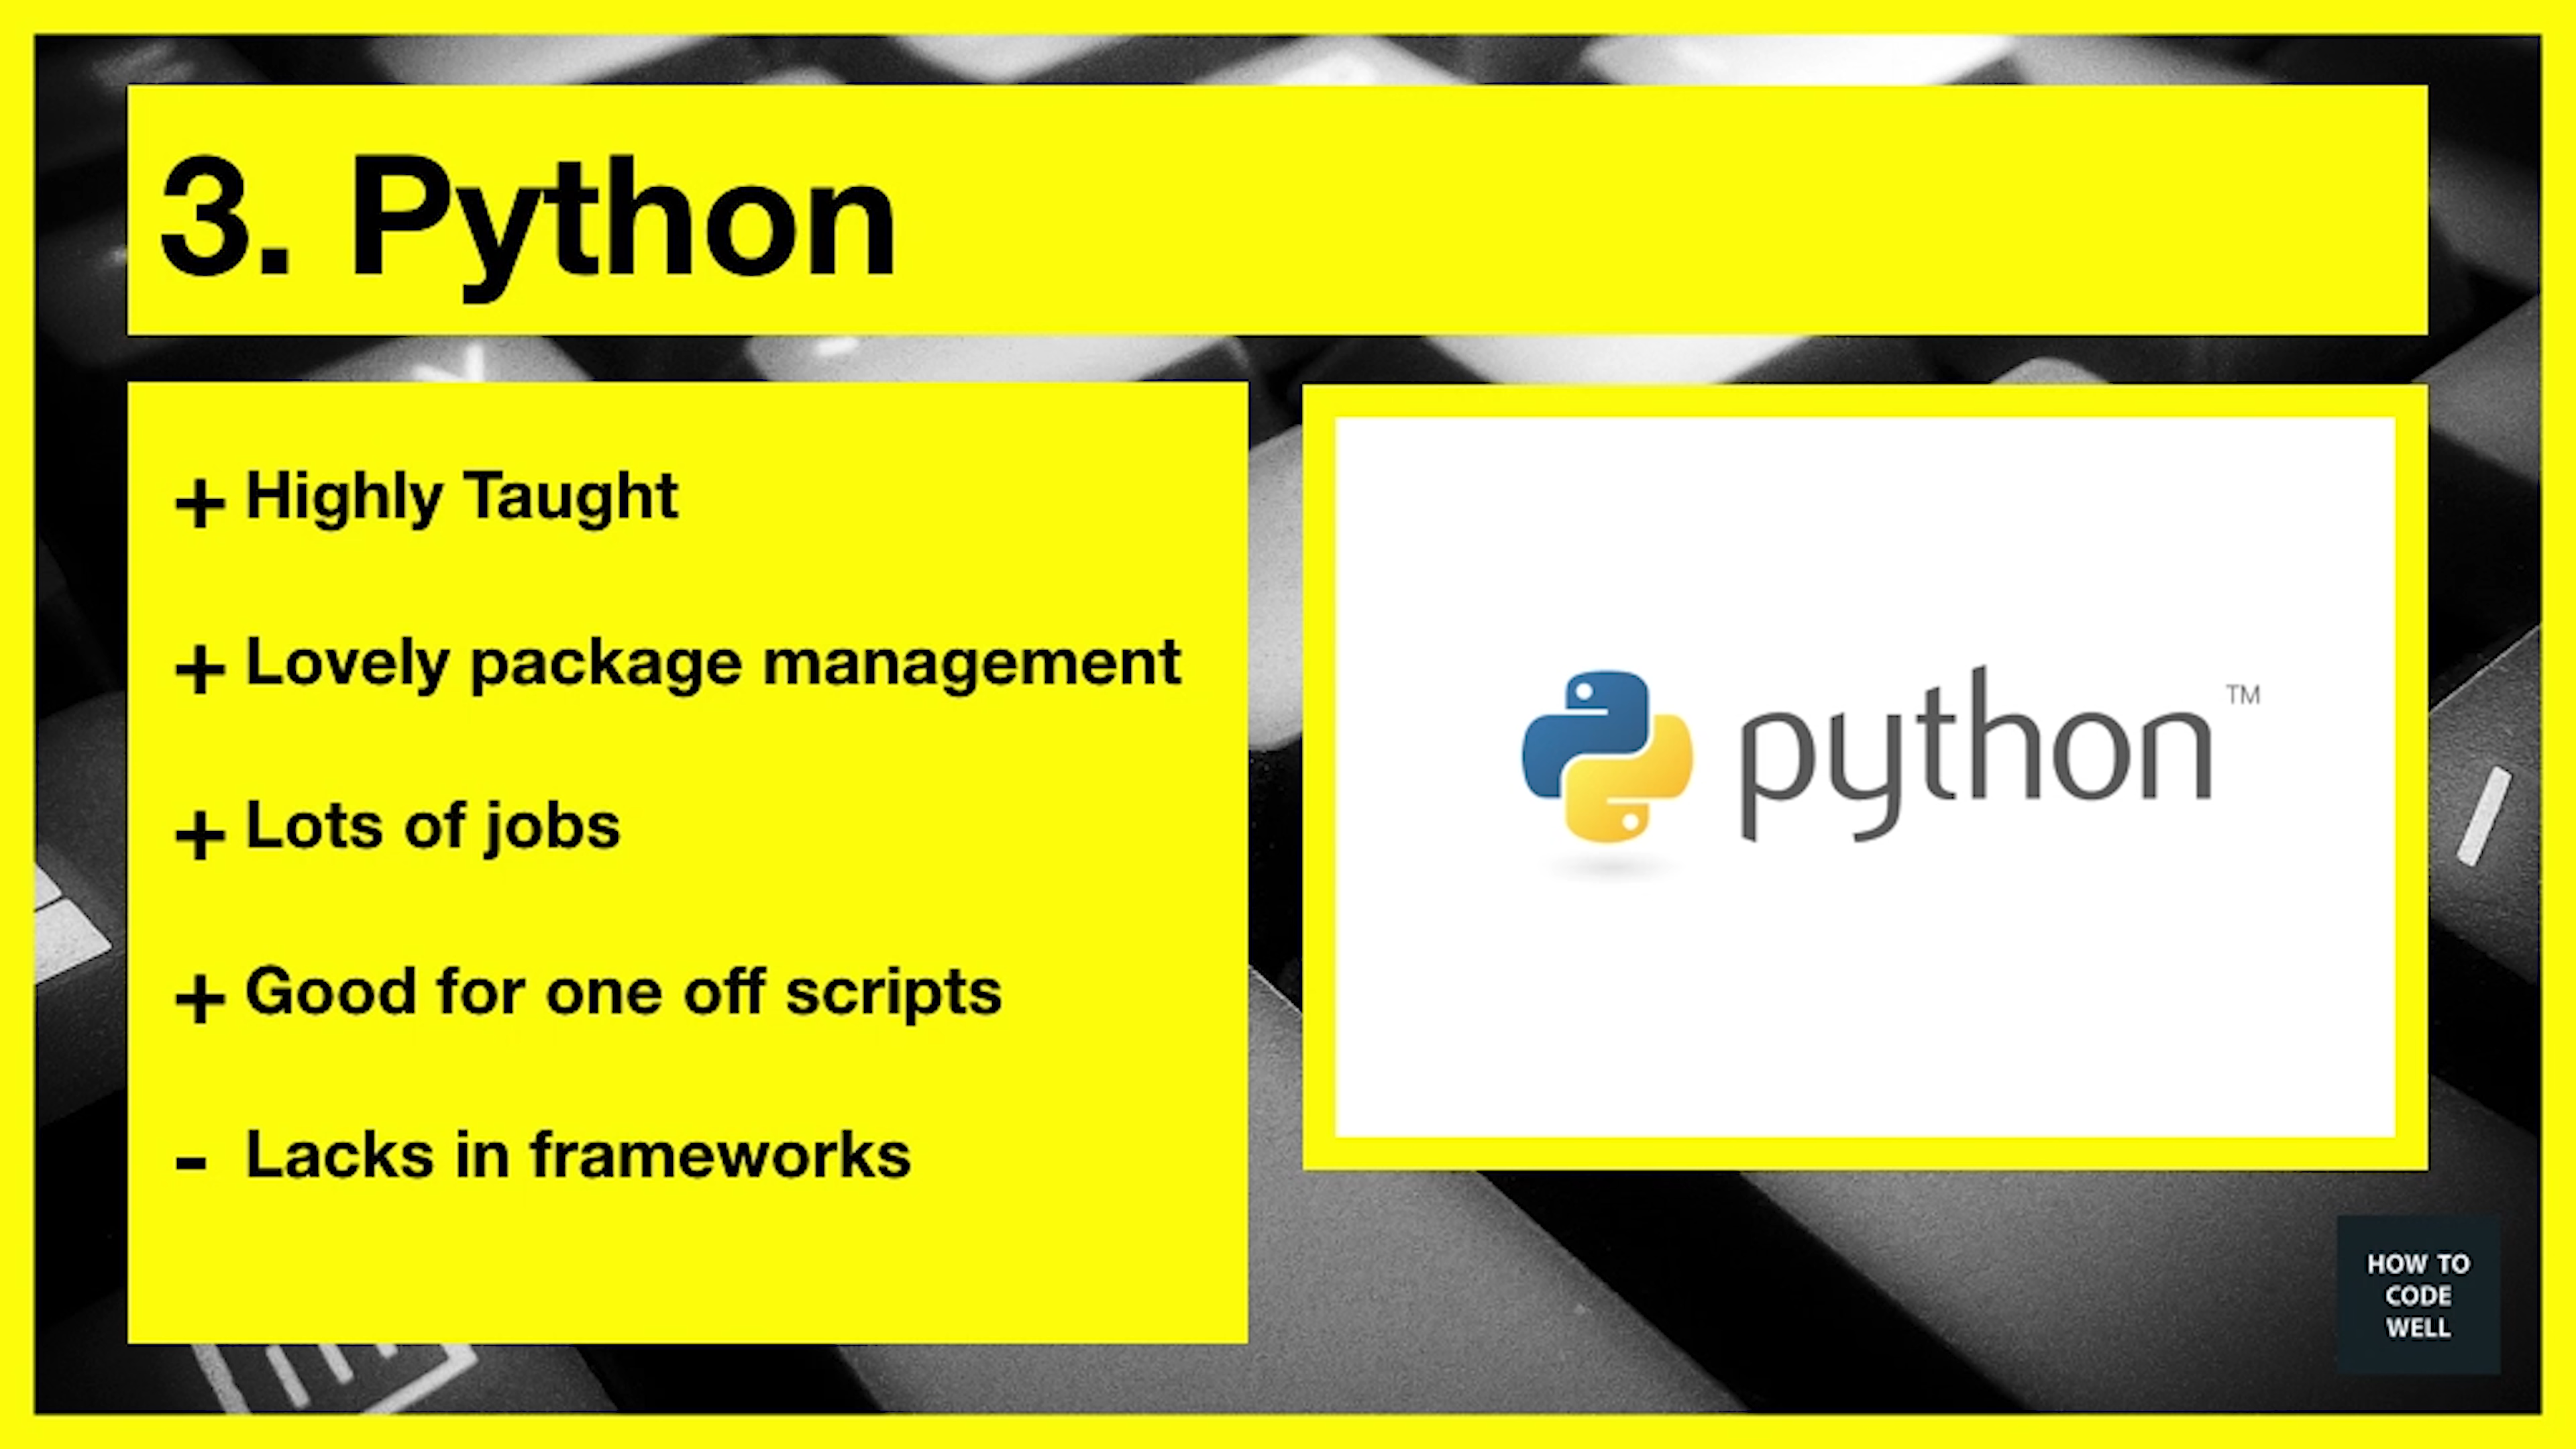 3. Python
+ Highly Taught
+ Lovely package management
+ Lots of jobs
+ Good for one off scripts
- Lacks in frameworks
python™
HOW TO
CODE
WELL